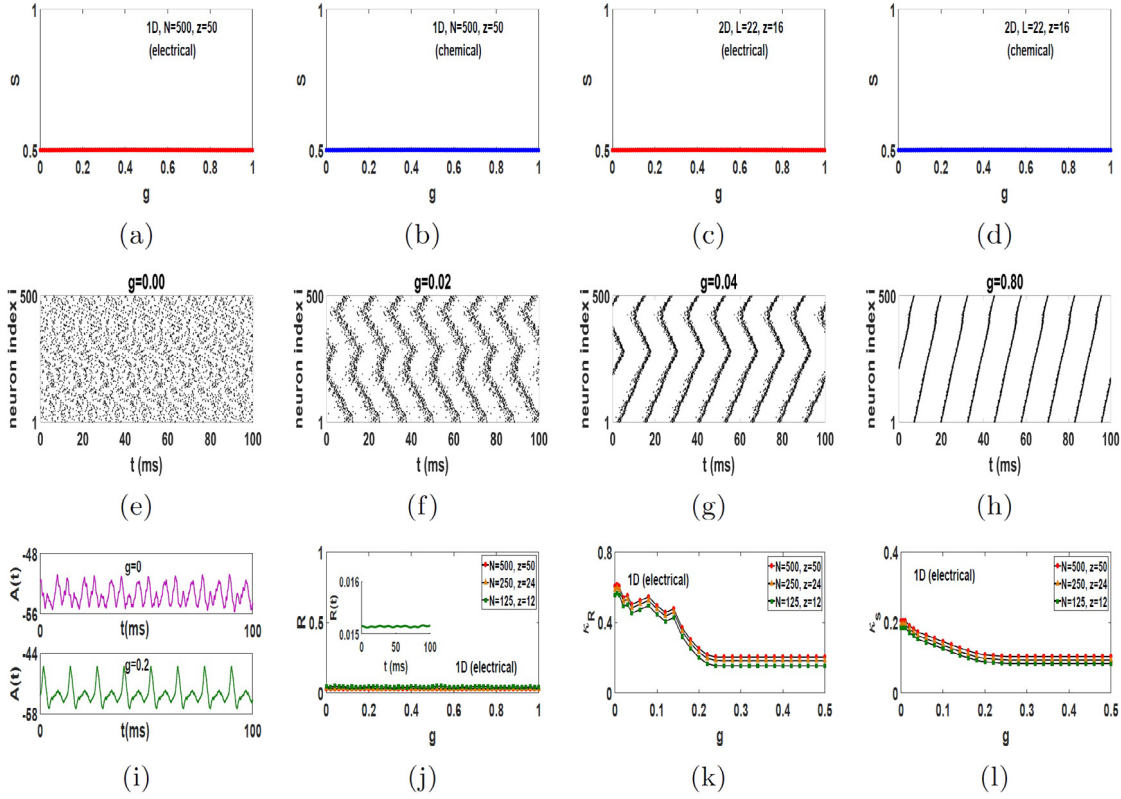 1
S
0.5
1D, N=500, z=50
(electrical)
0 0.2 0.4 0.6 0.8 1
g
(a)
1
S
0.5
1D, N=500, z=50
(chemical)
0 0.2 0.4 0.6 0.8 1
g
(b)
1
S
0.5
2D, L=22, z=16
(electrical)
0 0.2 0.4 0.6 0.8 1
g
(c)
1
S
0.5
2D, L=22, z=16
(chemical)
0 0.2 0.4 0.6 0.8 1
g
(d)
g=0.00
500
neuron index i
1
0 20 40 60 80 100
t (ms)
(e)
g=0.02
500
neuron index i
1
0 20 40 60 80 100
t (ms)
(f)
g=0.04
500
neuron index i
1
0 20 40 60 80 100
t (ms)
(g)
g=0.80
500
neuron index i
1
0 20 40 60 80 100
t (ms)
(h)
-48
g=0
A(t)
-56
0 t(ms) 100
-44
g=0.2
A(t)
-58
0 t(ms) 100
(i)
1
N=500, z=50
N=250, z=24
N=125, z=12
0.5
R
0.016
R(t)
0.015
0 50 100
t (ms)
1D (electrical)
0
0 0.2 0.4 0.6 0.8 1
g
(j)
0.8
1D (electrical)
N=500, z=50
N=250, z=24
N=125, z=12
κR
0.4
0
0 0.1 0.2 0.3 0.4 0.5
g
(k)
0.4
1D (electrical)
N=500, z=50
N=250, z=24
N=125, z=12
κs
0.2
0
0 0.1 0.2 0.3 0.4 0.5
g
(l)